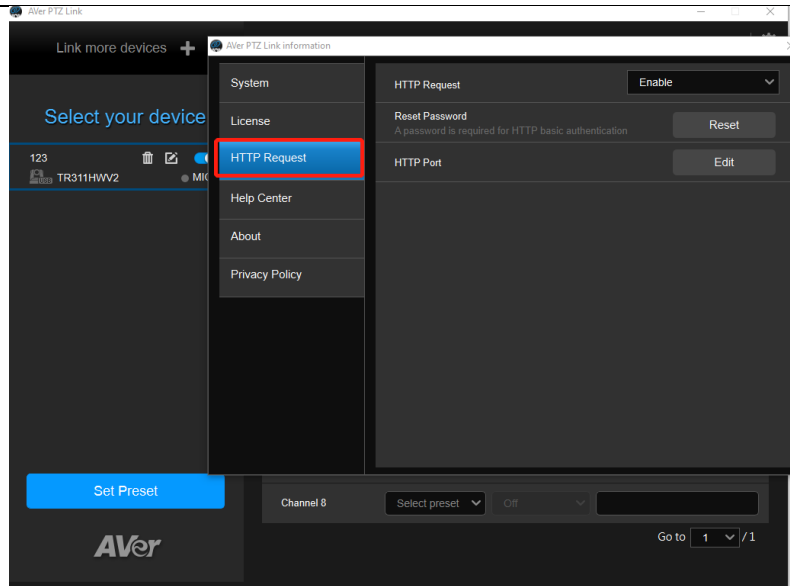 AVer PTZ Link
Link more devices
AVer PTZ Link information
Select your device
123
TR311HWV2
System
License
HTTP Request
Help Center
About
Privacy Policy
HTTP Request
Enable
Reset Password
A password is required for HTTP basic authentication
Reset
HTTP Port
Edit
Set Preset
Channel 8
Select preset
Off
Go to 1 / 1
AVer